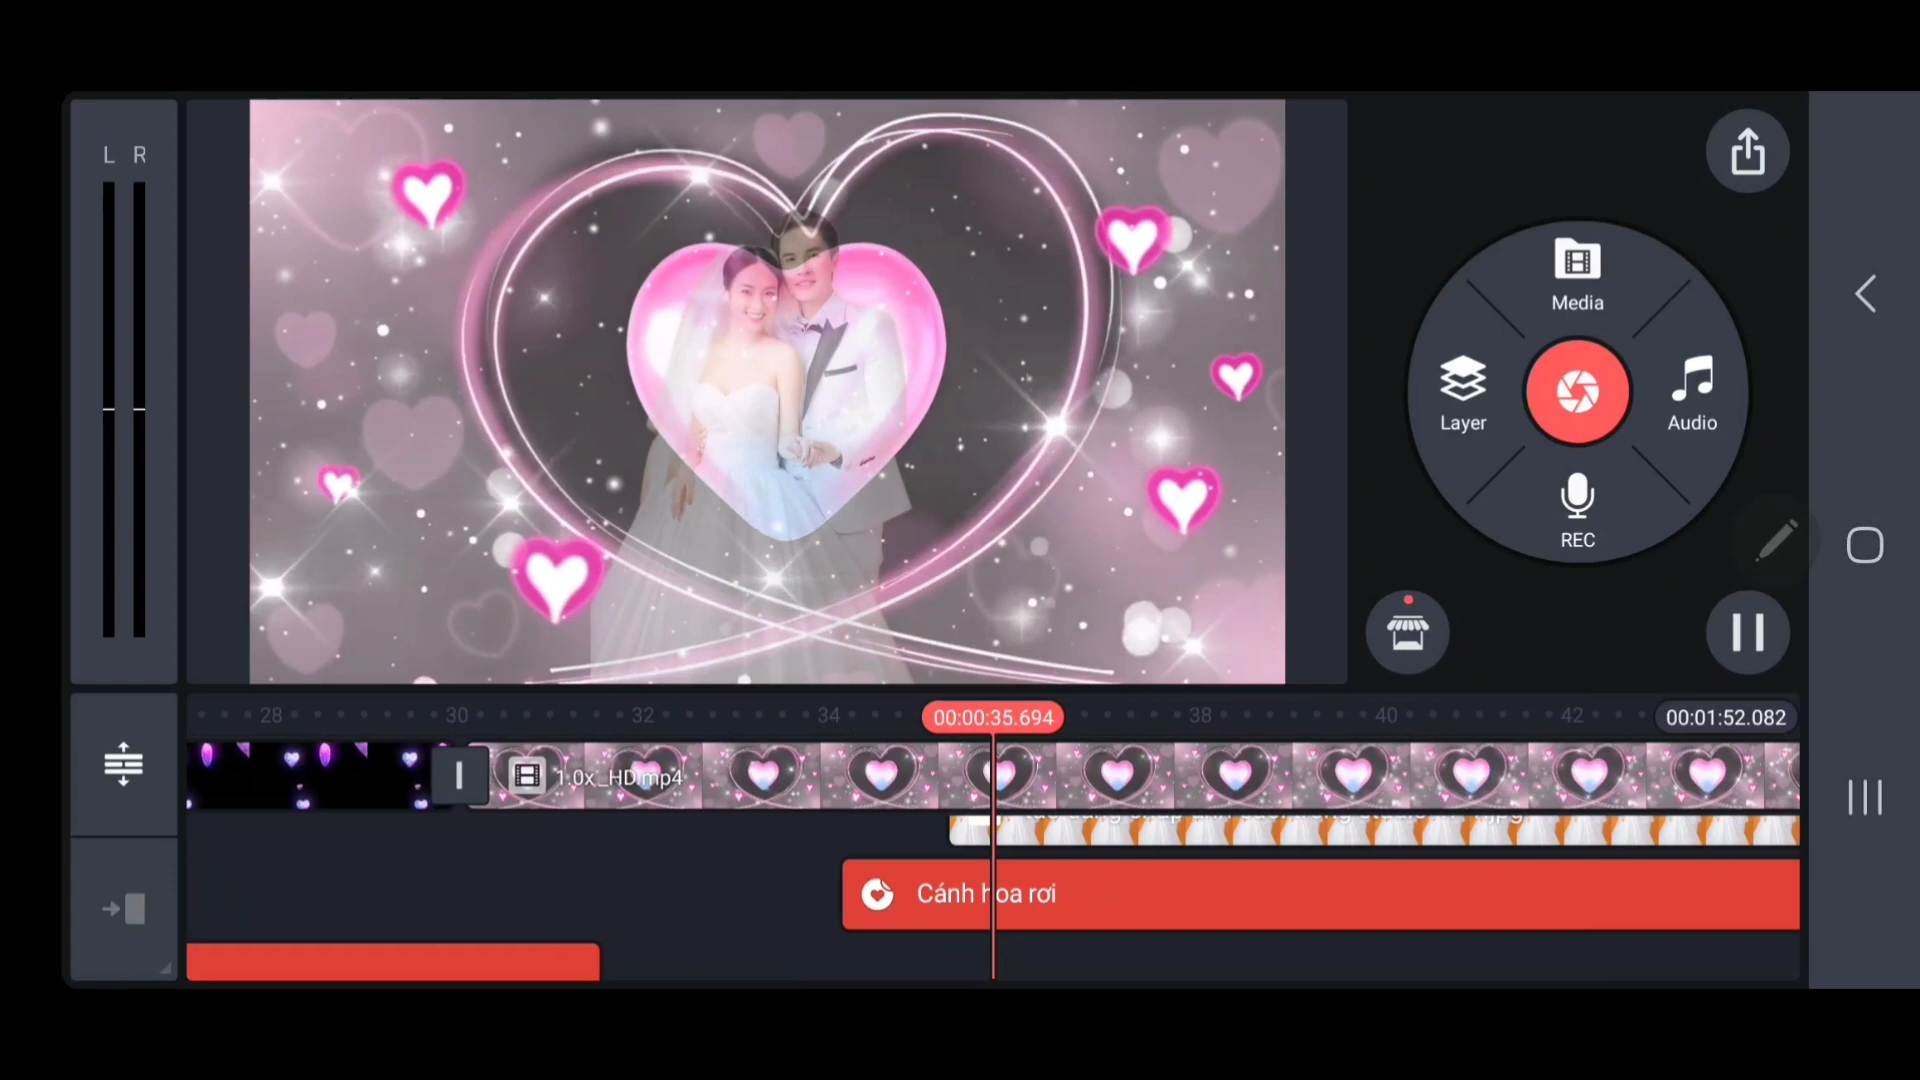 L R
Media
Layer
Audio
REC
28 30 32 34 00:00:35.694 38 40 42 00:01:52.082
1.0x_HD.mp4
Cánh hoa rơi